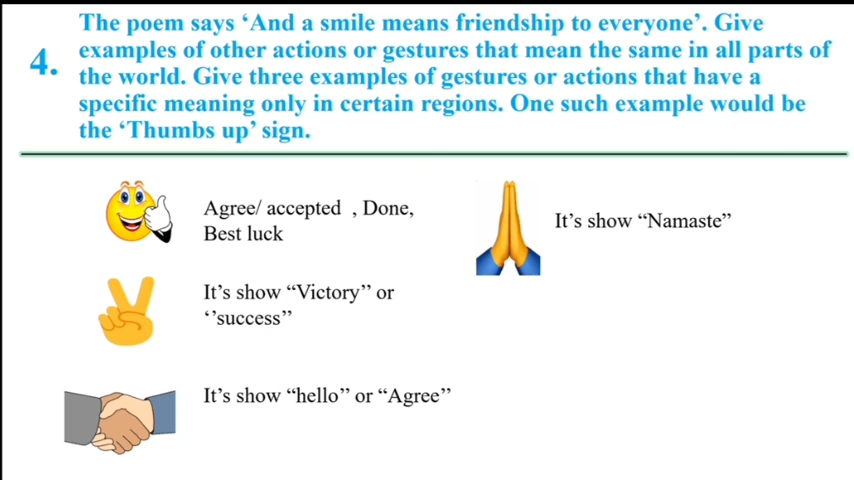 4.
The poem says ‘And a smile means friendship to everyone’. Give
examples of other actions or gestures that mean the same in all parts of
the world. Give three examples of gestures or actions that have a
specific meaning only in certain regions. One such example would be
the ‘Thumbs up’ sign.
Agree/ accepted , Done,
Best luck
It’s show “Namaste”
It’s show “Victory” or
‘’success”
It’s show “hello” or “Agree”